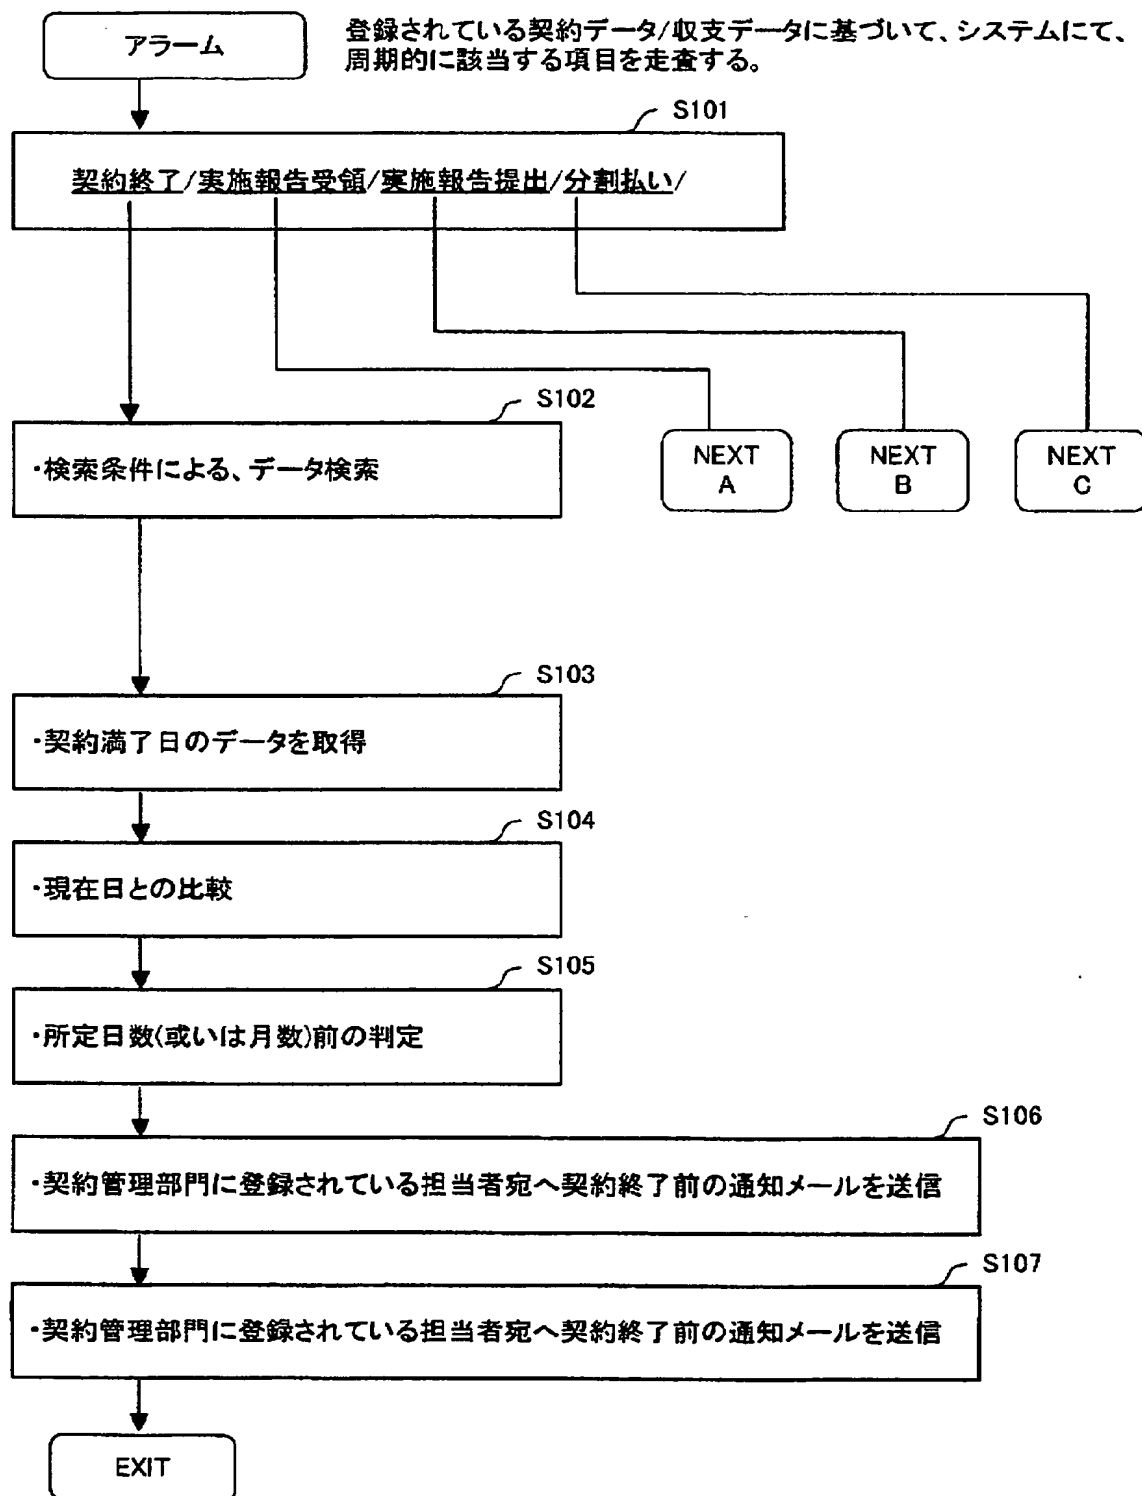 アラーム
登録されている契約データ/収支データに基づいて、システムにて、
周期的に該当する項目を走査する。
S101
契約終了/実施報告受領/実施報告提出/分割払い/
S102
・検索条件による、データ検索
NEXT
A
NEXT
B
NEXT
C
S103
・契約満了日のデータを取得
S104
・現在日との比較
S105
・所定日数(或いは月数)前の判定
S106
・契約管理部門に登録されている担当者宛へ契約終了前の通知メールを送信
S107
・契約管理部門に登録されている担当者宛へ契約終了前の通知メールを送信
EXIT